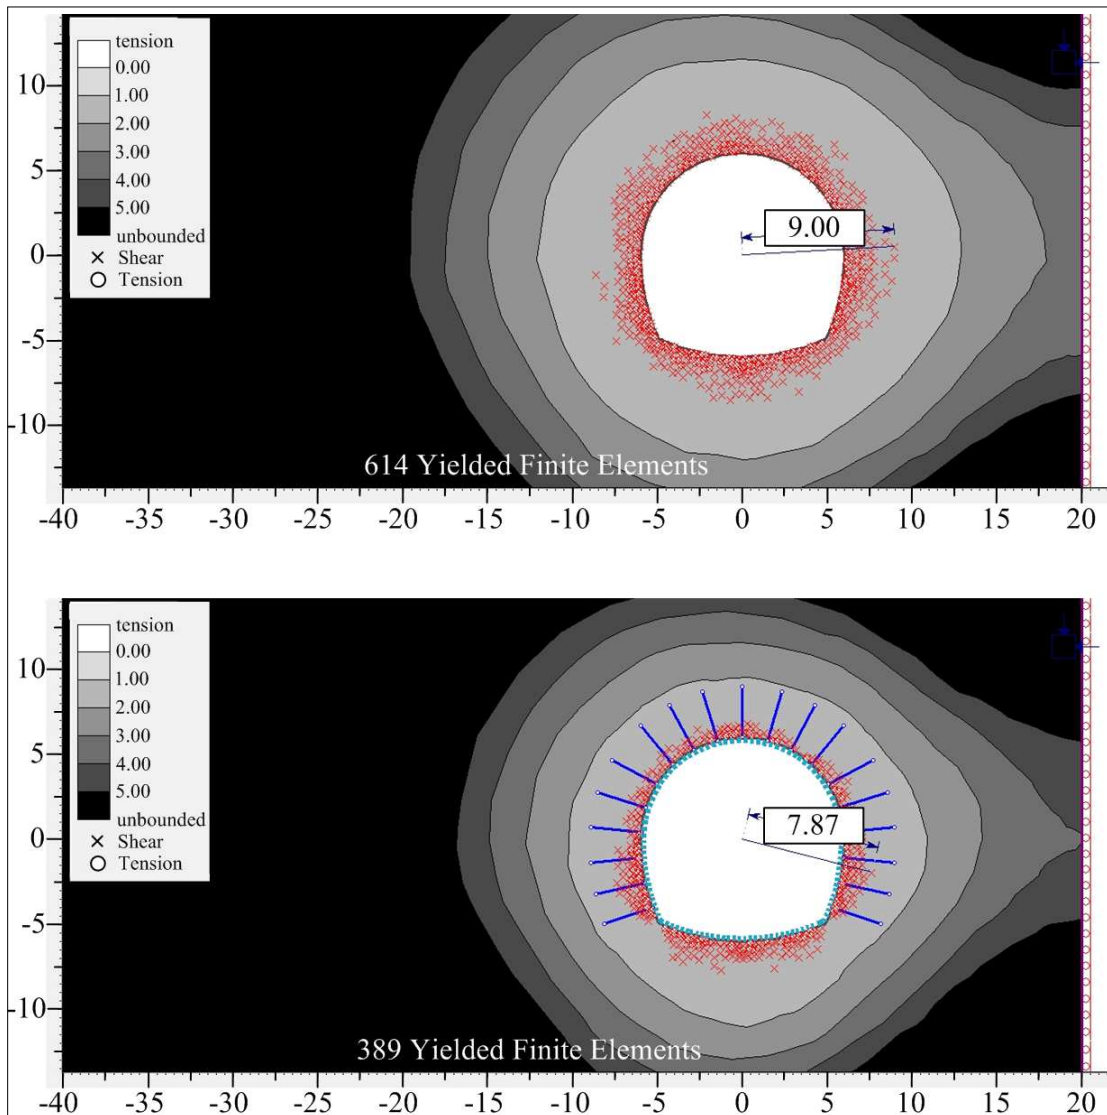 tension
0.00
1.00
2.00
3.00
4.00
5.00
unbounded
× Shear
○ Tension
10
5
0
-5
-10
9.00
614 Yielded Finite Elements
-40 -35 -30 -25 -20 -15 -10 -5 0 5 10 15 20
tension
0.00
1.00
2.00
3.00
4.00
5.00
unbounded
× Shear
○ Tension
10
5
0
-5
-10
7.87
389 Yielded Finite Elements
-40 -35 -30 -25 -20 -15 -10 -5 0 5 10 15 20